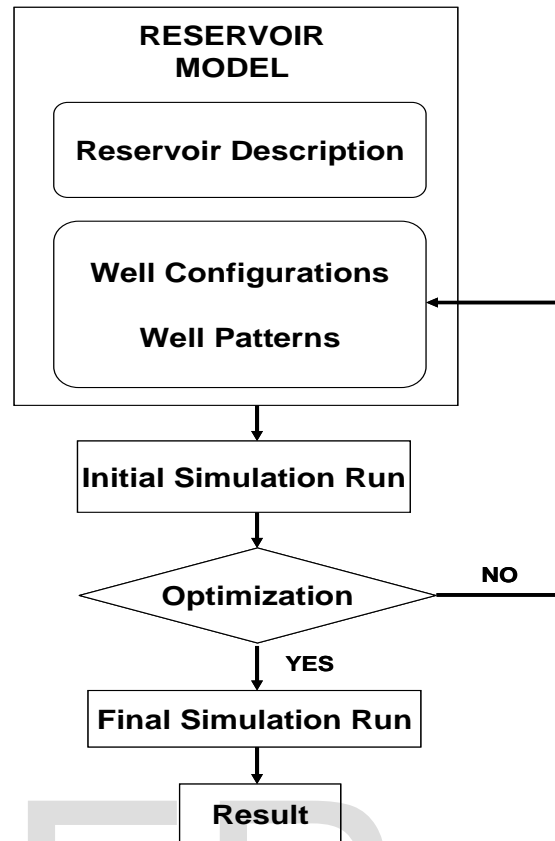 RESERVOIR
MODEL
Reservoir Description
Well Configurations
Well Patterns
Initial Simulation Run
Optimization
NO
YES
Final Simulation Run
Result